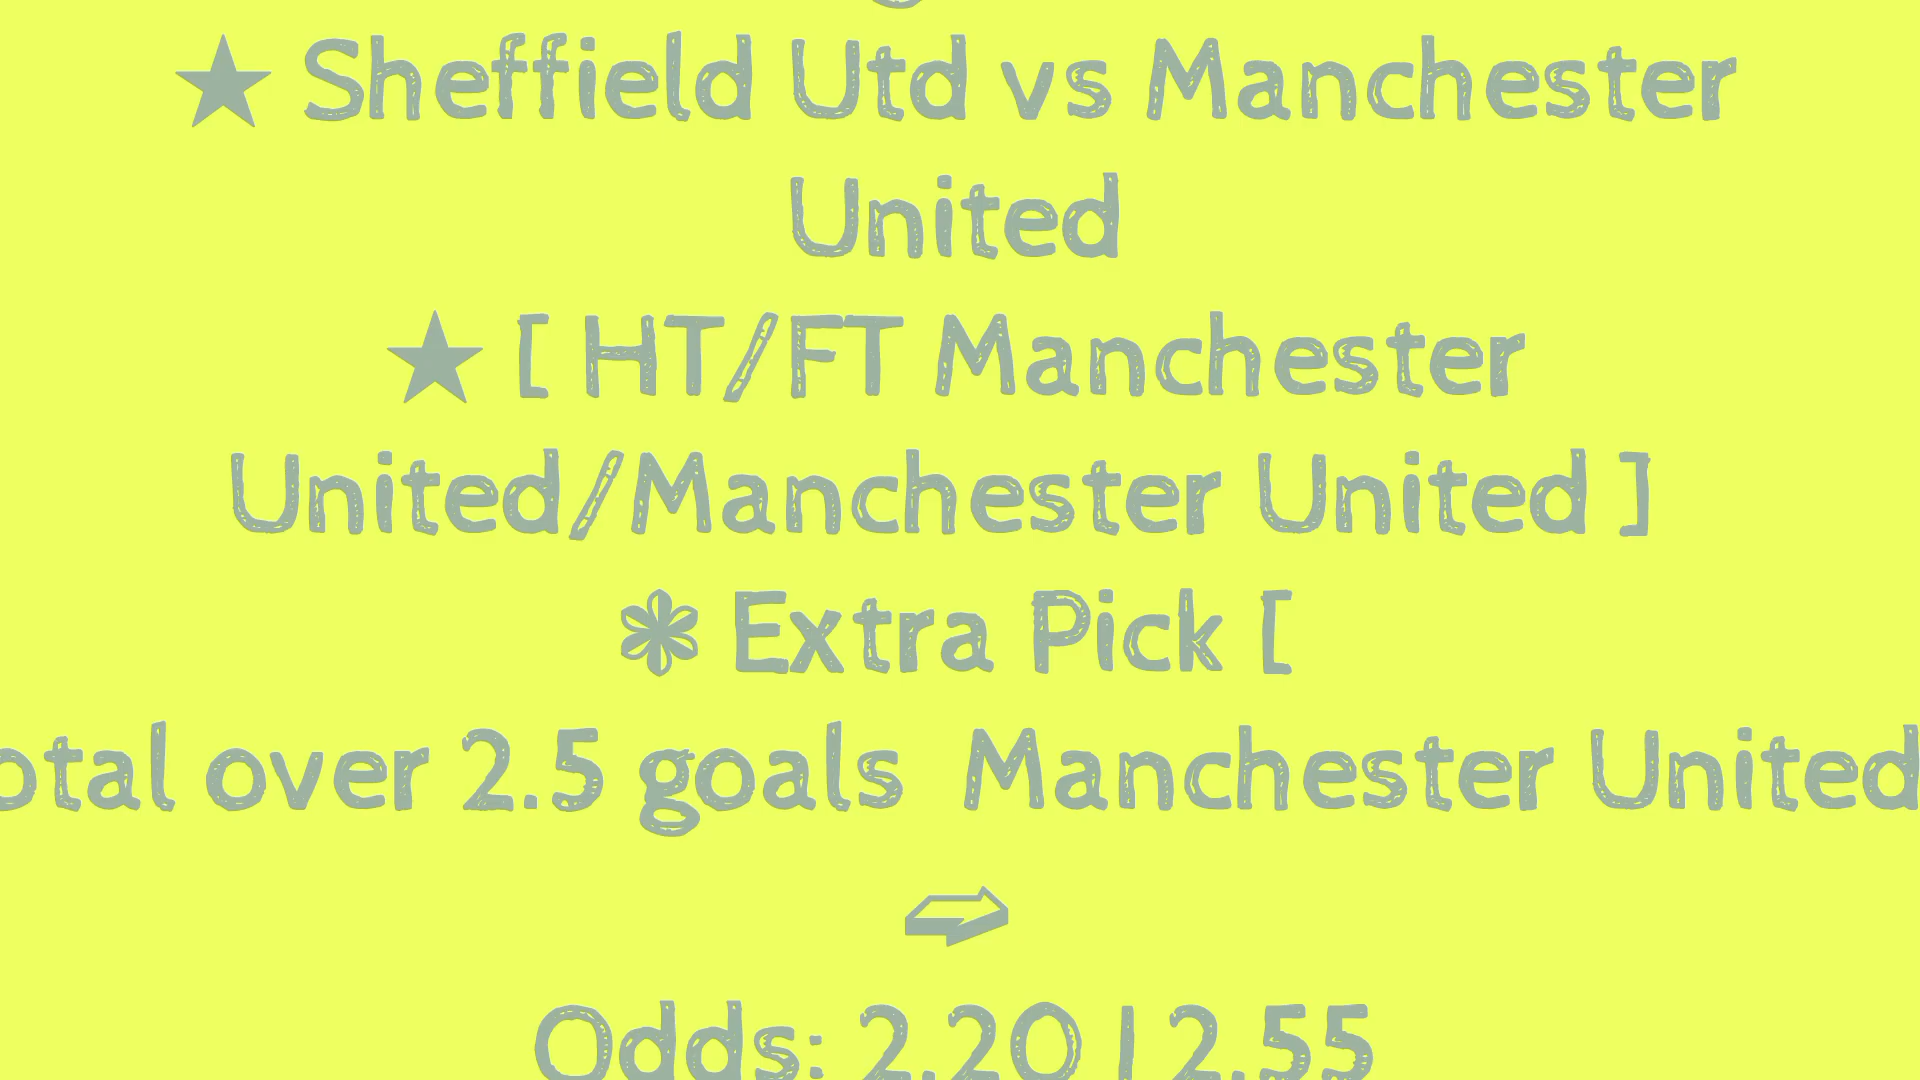 ★ Sheffield Utd vs Manchester
United
★ [ HT/FT Manchester
United/Manchester United ]
❃ Extra Pick [
otal over 2.5 goals  Manchester United
➩
Odds: 2.20 | 2.55